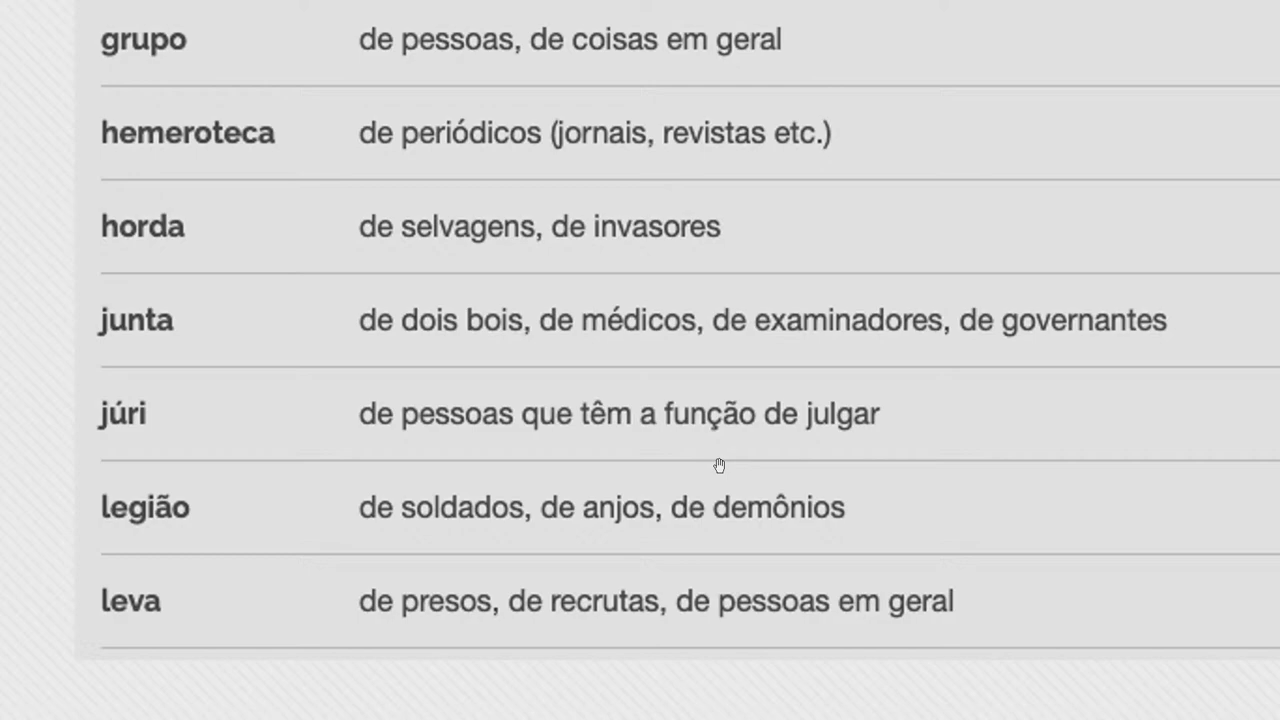 grupo de pessoas, de coisas em geral
hemeroteca de periódicos (jornais, revistas etc.)
horda de selvagens, de invasores
junta de dois bois, de médicos, de examinadores, de governantes
júri de pessoas que têm a função de julgar
legião de soldados, de anjos, de demônios
leva de presos, de recrutas, de pessoas em geral